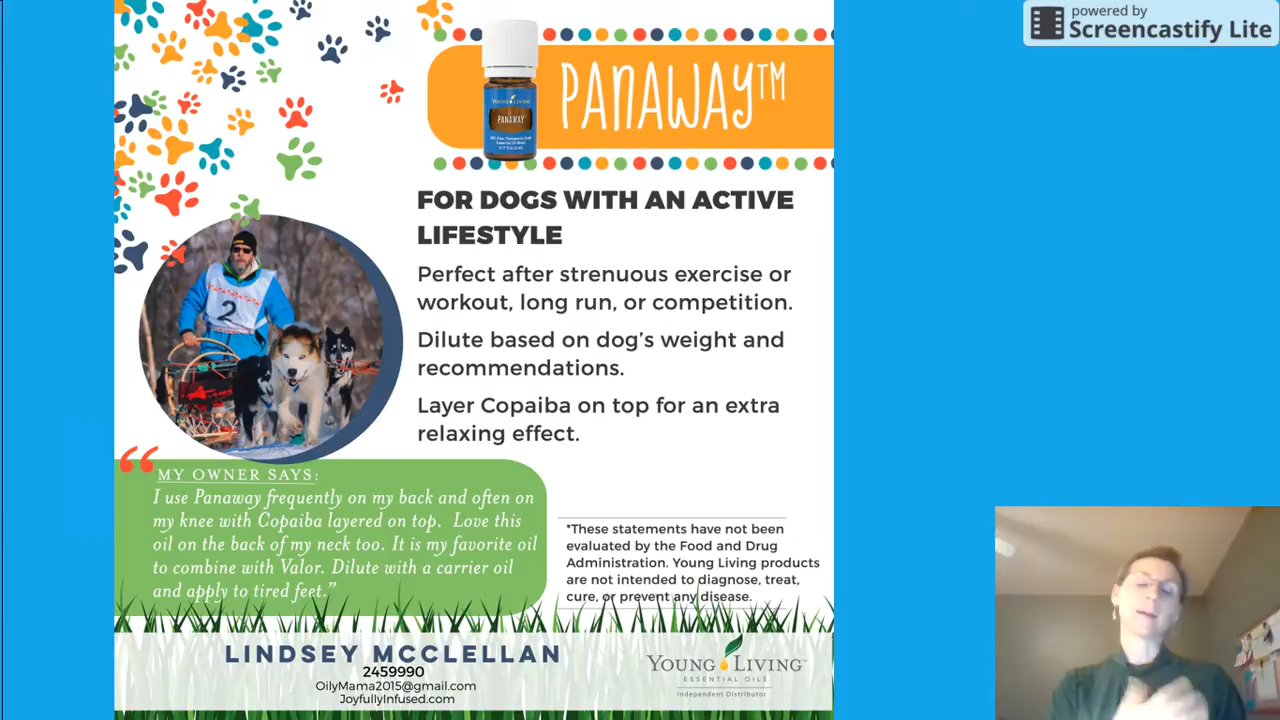 powered by
Screencastify Lite
PANAWAY™
YOUNG LIVING
PANAWAY
FOR DOGS WITH AN ACTIVE
LIFESTYLE
Perfect after strenuous exercise or
workout, long run, or competition.
Dilute based on dog's weight and
recommendations.
Layer Copaiba on top for an extra
relaxing effect.
2
“ MY OWNER SAYS:
I use Panaway frequently on my back and often on
my knee with Copaiba layered on top. Love this
oil on the back of my neck too. It is my favorite oil
to combine with Valor. Dilute with a carrier oil
and apply to tired feet.”
*These statements have not been
evaluated by the Food and Drug
Administration. Young Living products
are not intended to diagnose, treat,
cure, or prevent any disease.
LINDSEY MCCLELLAN
2459990
OilyMama2015@gmail.com
JoyfullyInfused.com
YOUNG LIVING™
ESSENTIAL OILS
Independent Distributor